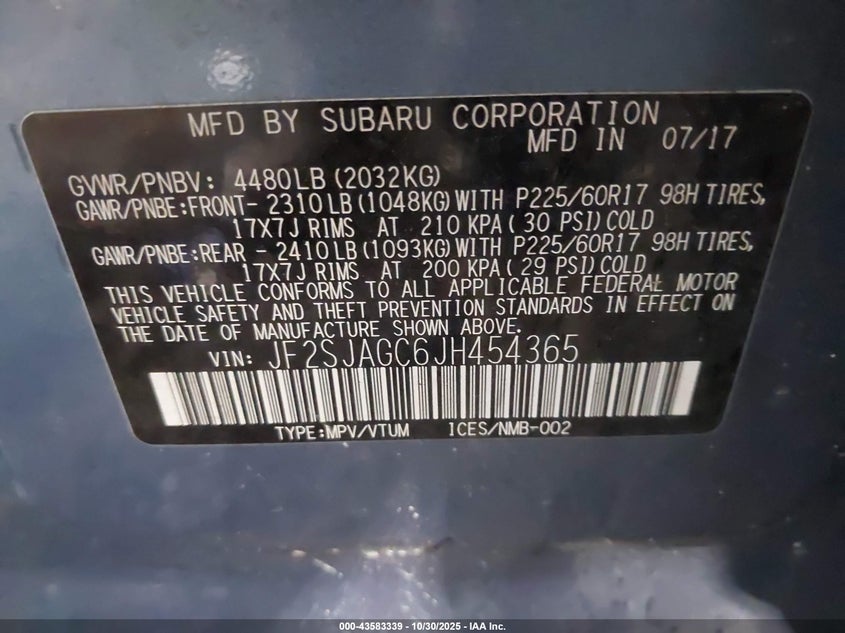 MFD BY SUBARU CORPORATION
MFD IN 07/17
GVWR/PNBV: 4480LB (2032KG)
GAWR/PNBE:FRONT- 2310LB (1048KG) WITH P225/60R17 98H TIRES,
17X7J RIMS AT 210 KPA( 30 PSI) COLD
GAWR/PNBE:REAR - 2410LB (1093KG) WITH P225/60R17 98H TIRES,
17X7J RIMS AT 200 KPA( 29 PSI) COLD
THIS VEHICLE CONFORMS TO ALL APPLICABLE FEDERAL MOTOR
VEHICLE SAFETY AND THEFT PREVENTION STANDARDS IN EFFECT ON
THE DATE OF MANUFACTURE SHOWN ABOVE.
VIN: JF2SJAGC6JH454365
TYPE:MPV/VTUM ICES/NMB-002
000-43583339 - 10/30/2025 - IAA Inc.